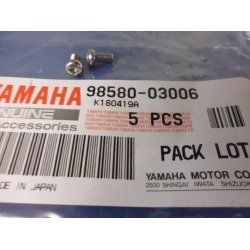 YAMAHA 98580-03006
GENUINE K180419A
accessories 5 PCS
PACK LOT
YAMAHA MOTOR CO
MADE IN JAPAN 2500 SHINGAI IWATA SHIZUOK